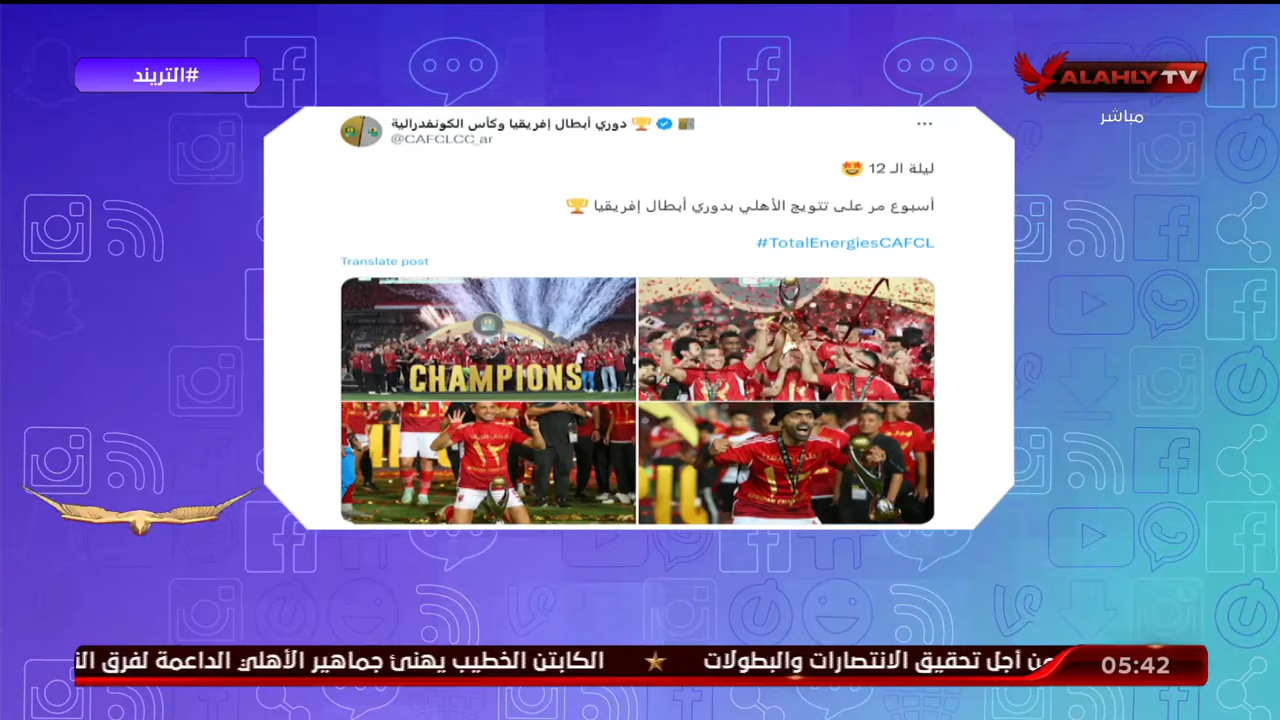 #التريند
ALAHLY TV
مباشر
دوري أبطال إفريقيا وكأس الكونفدرالية
@CAFCLCC_ar
ليلة الـ 12
أسبوع مر على تتويج الأهلي بدوري أبطال إفريقيا
#TotalEnergiesCAFCL
Translate post
CHAMPIONS
من أجل تحقيق الانتصارات والبطولات
الكابتن الخطيب يهنئ جماهير الأهلي الداعمة لفرق
05:42